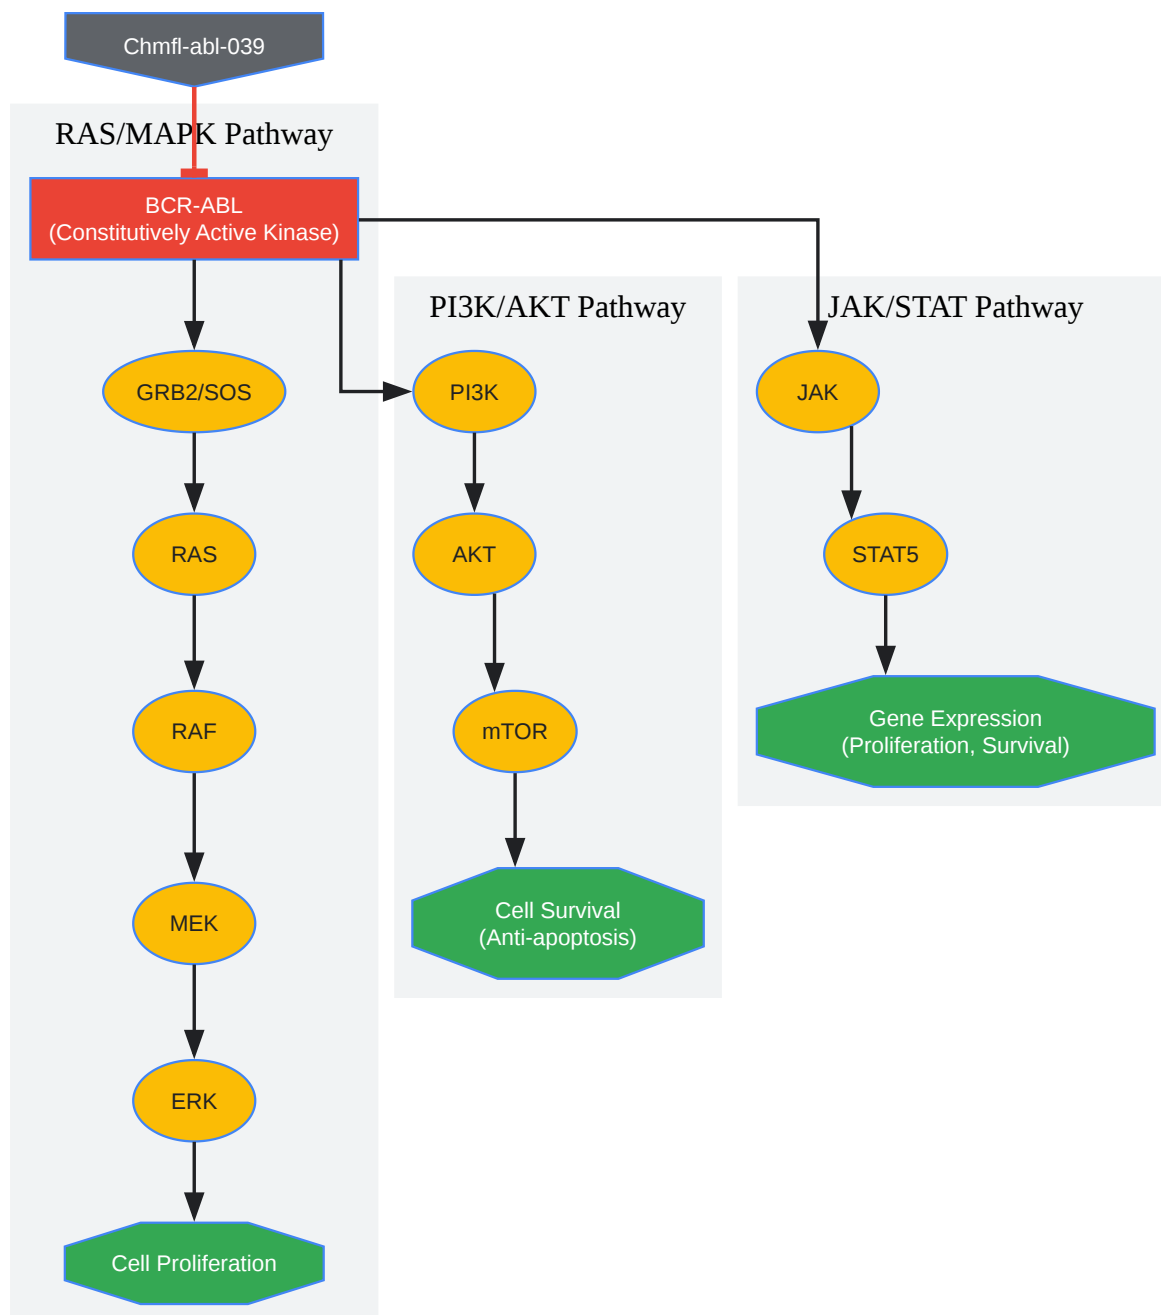 Chmfl-abl-039
RAS/MAPK Pathway
BCR-ABL
(Constitutively Active Kinase)
GRB2/SOS
RAS
RAF
MEK
ERK
Cell Proliferation
PI3K/AKT Pathway
PI3K
AKT
mTOR
Cell Survival
(Anti-apoptosis)
JAK/STAT Pathway
JAK
STAT5
Gene Expression
(Proliferation, Survival)